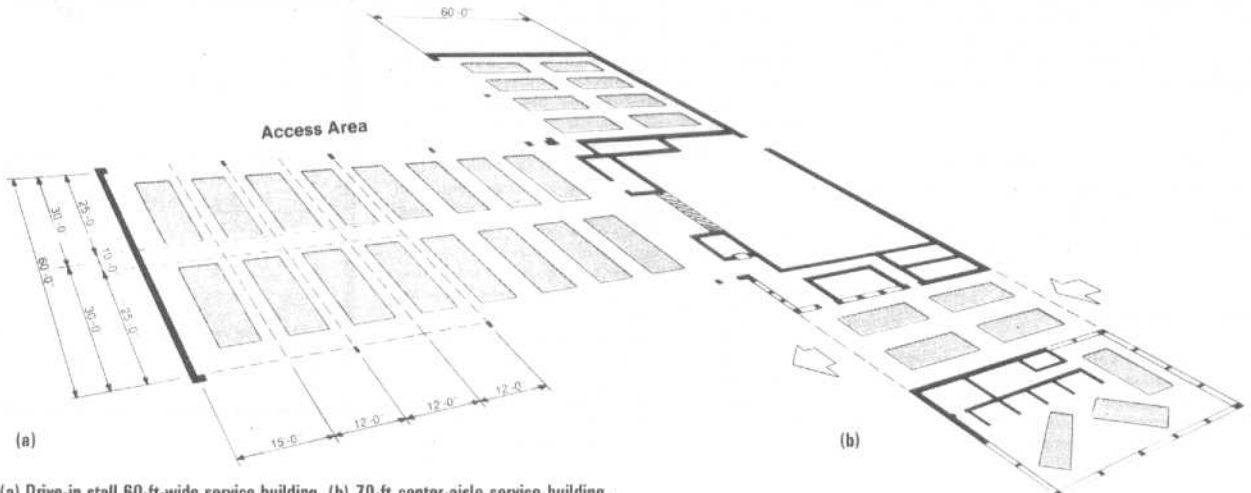 60'-0"
Access Area
30'-0"
25'-0
60'-0"
10'-0
30'-0
25'-0
15'-0
12'-0"
12'-0"
12'-0"
(a)
(b)
(a) Drive-in stall 60-ft-wide service building. (b) 70-ft center-aisle service building